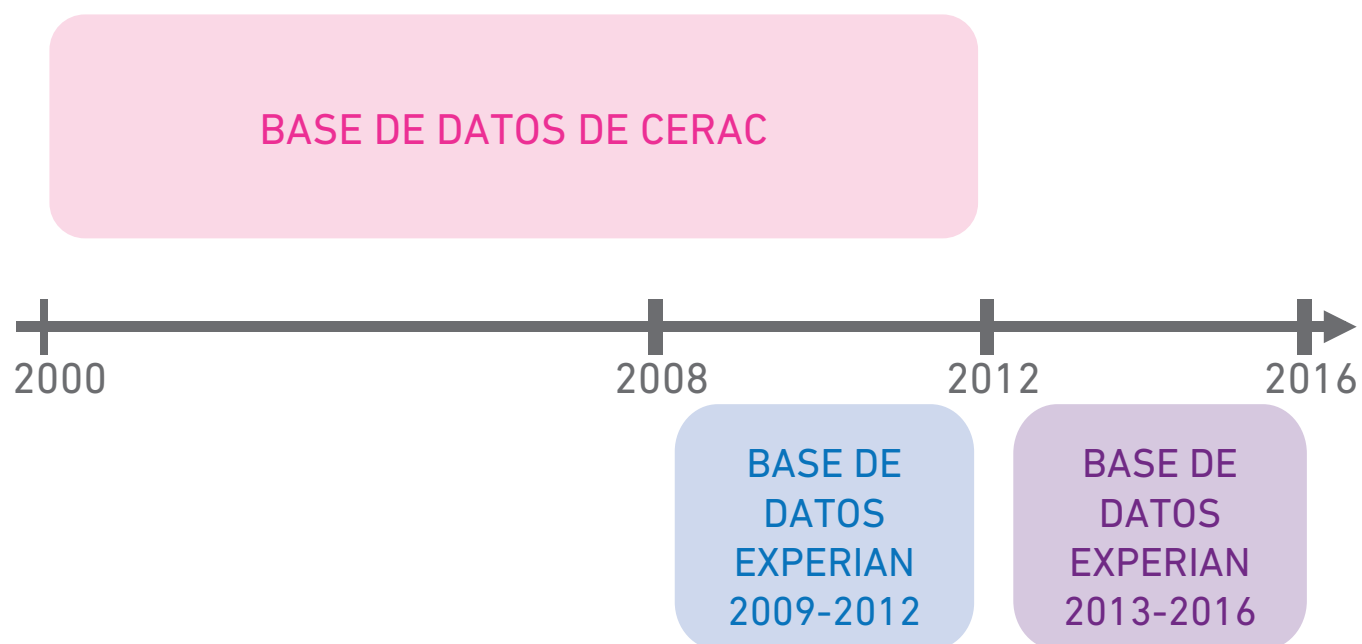 BASE DE DATOS DE CERAC
2000
2008
2012
2016
BASE DE
DATOS
EXPERIAN
2009-2012
BASE DE
DATOS
EXPERIAN
2013-2016